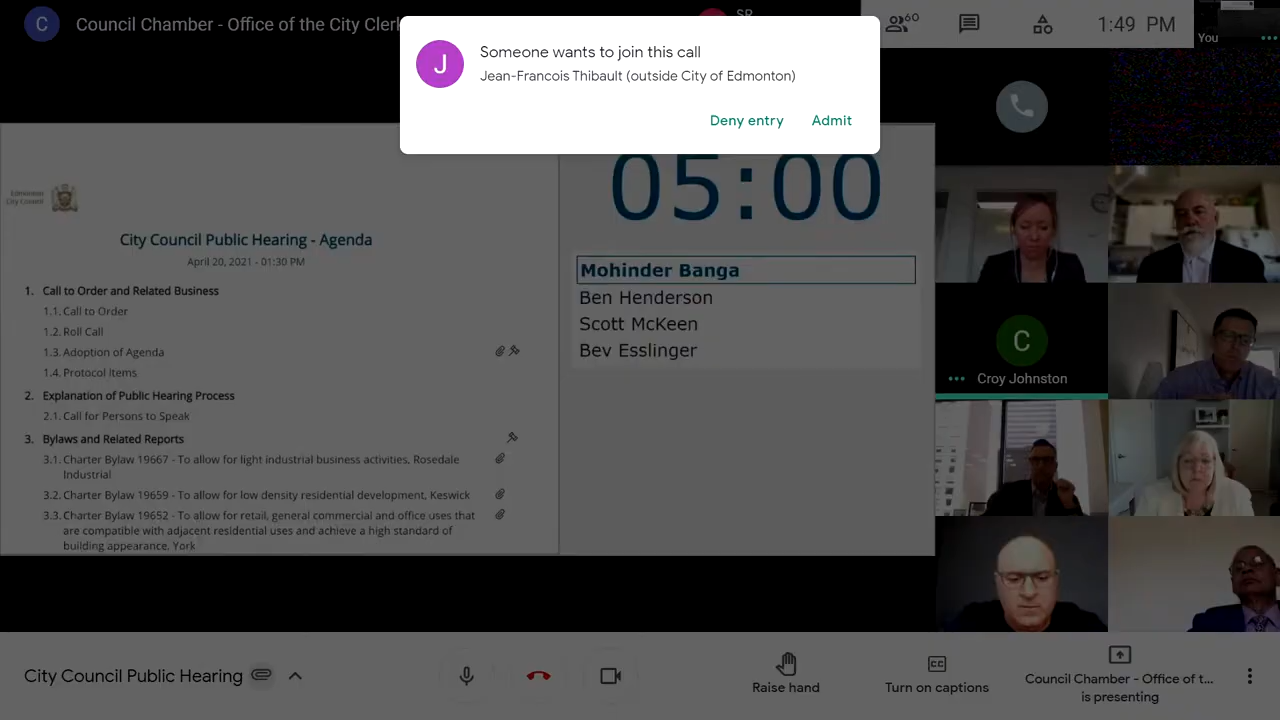 C
Council Chamber - Office of the City Clerk
SR
60
1:49 PM
You
J
Someone wants to join this call
Jean-Francois Thibault (outside City of Edmonton)
Deny entry
Admit
Edmonton
City Council
City Council Public Hearing - Agenda
April 20, 2021 - 01:30 PM
1. Call to Order and Related Business
1.1. Call to Order
1.2. Roll Call
1.3. Adoption of Agenda
1.4. Protocol Items
2. Explanation of Public Hearing Process
2.1. Call for Persons to Speak
3. Bylaws and Related Reports
3.1. Charter Bylaw 19667 - To allow for light industrial business activities, Rosedale
Industrial
3.2. Charter Bylaw 19659 - To allow for low density residential development, Keswick
3.3. Charter Bylaw 19652 - To allow for retail, general commercial and office uses that
are compatible with adjacent residential uses and achieve a high standard of
building appearance, York
05:00
Mohinder Banga
Ben Henderson
Scott McKeen
Bev Esslinger
C
Croy Johnston
City Council Public Hearing
Raise hand
CC
Turn on captions
Council Chamber - Office of t...
is presenting